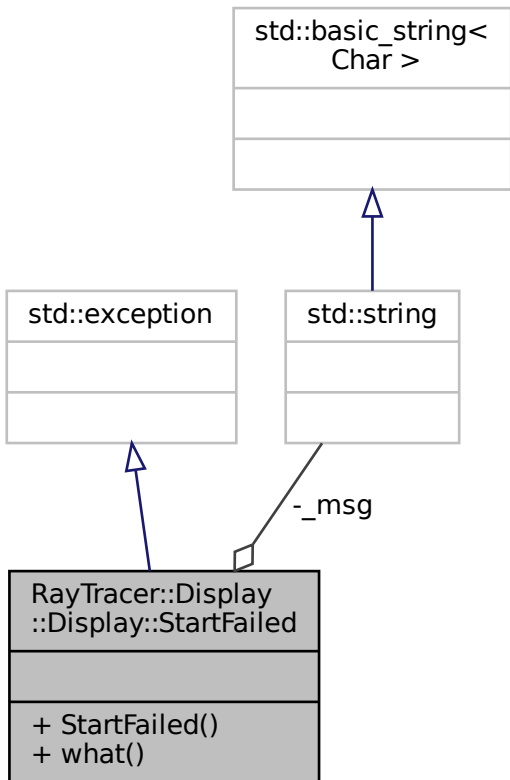 std::basic_string<
Char >
std::exception
std::string
-_msg
RayTracer::Display
::Display::StartFailed
+ StartFailed()
+ what()